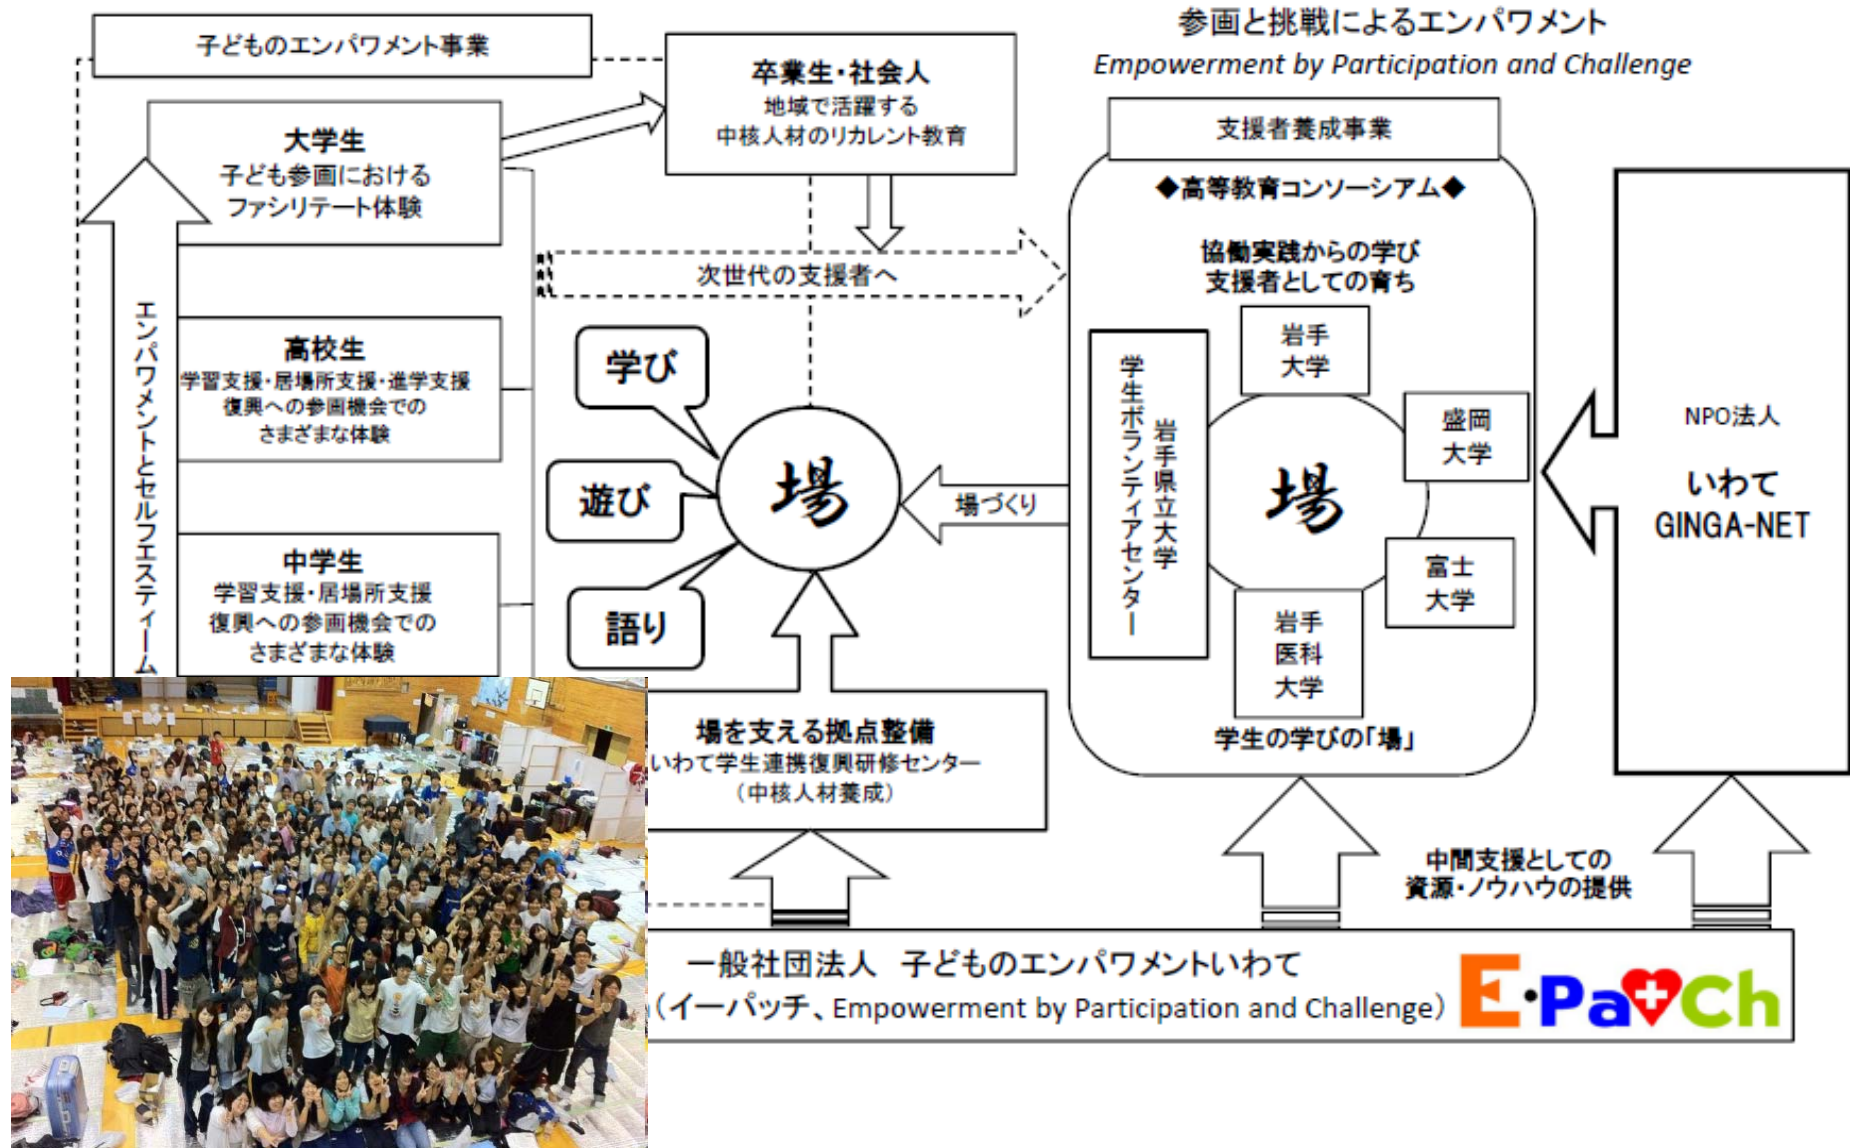 参画と挑戦によるエンパワメント
Empowerment by Participation and Challenge
子どものエンパワメント事業
卒業生・社会人
地域で活躍する
中核人材のリカレント教育
大学生
子ども参画における
ファシリテート体験
次世代の支援者へ
エンパワメントとセルフエスティーム
高校生
学習支援・居場所支援・進学支援
復興への参画機会での
さまざまな体験
中学生
学習支援・居場所支援
復興への参画機会での
さまざまな体験
学び
遊び
語り
場
場づくり
場を支える拠点整備
いわて学生連携復興研修センター
（中核人材養成）
支援者養成事業
◆高等教育コンソーシアム◆
協働実践からの学び
支援者としての育ち
岩手県立大学
学生ボランティアセンター
岩手
大学
盛岡
大学
場
富士
大学
岩手
医科
大学
学生の学びの「場」
NPO法人
いわて
GINGA-NET
中間支援としての
資源・ノウハウの提供
一般社団法人 子どものエンパワメントいわて
（イーパッチ、Empowerment by Participation and Challenge）
E・PaCh